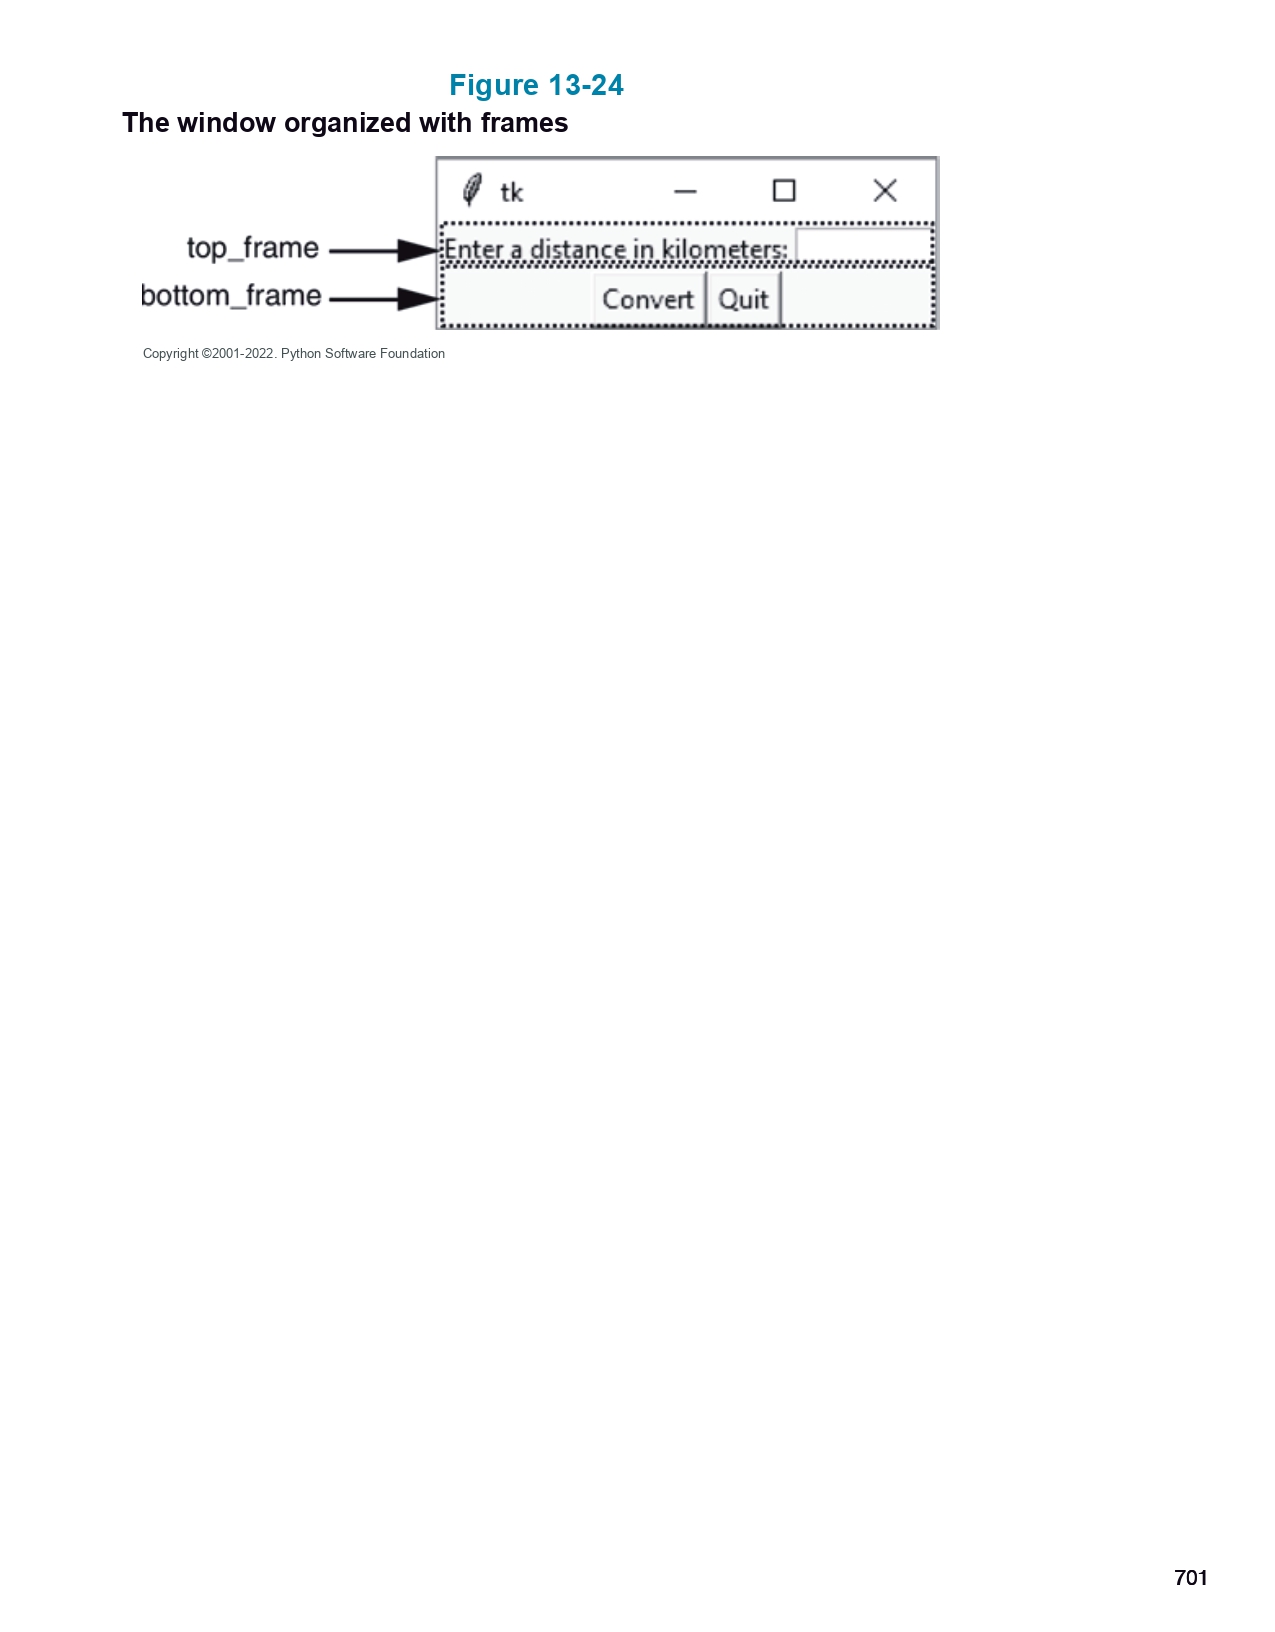 Figure 13-24
The window organized with frames
tk
top_frame
Enter a distance in kilometers:
bottom_frame
Convert Quit
Copyright ©2001-2022. Python Software Foundation
701